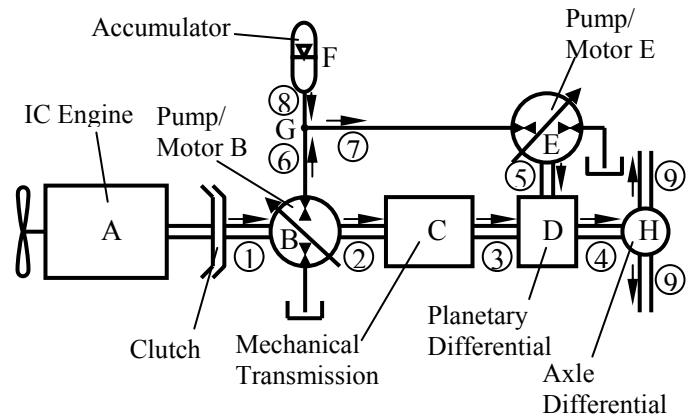 Accumulator
F
Pump/
Motor E
IC Engine
Pump/
Motor B
⑧
G
⑦
⑥
E
⑤
⑨
A
B
C
D
H
①
②
③
④
⑨
Clutch
Mechanical
Transmission
Planetary
Differential
Axle
Differential